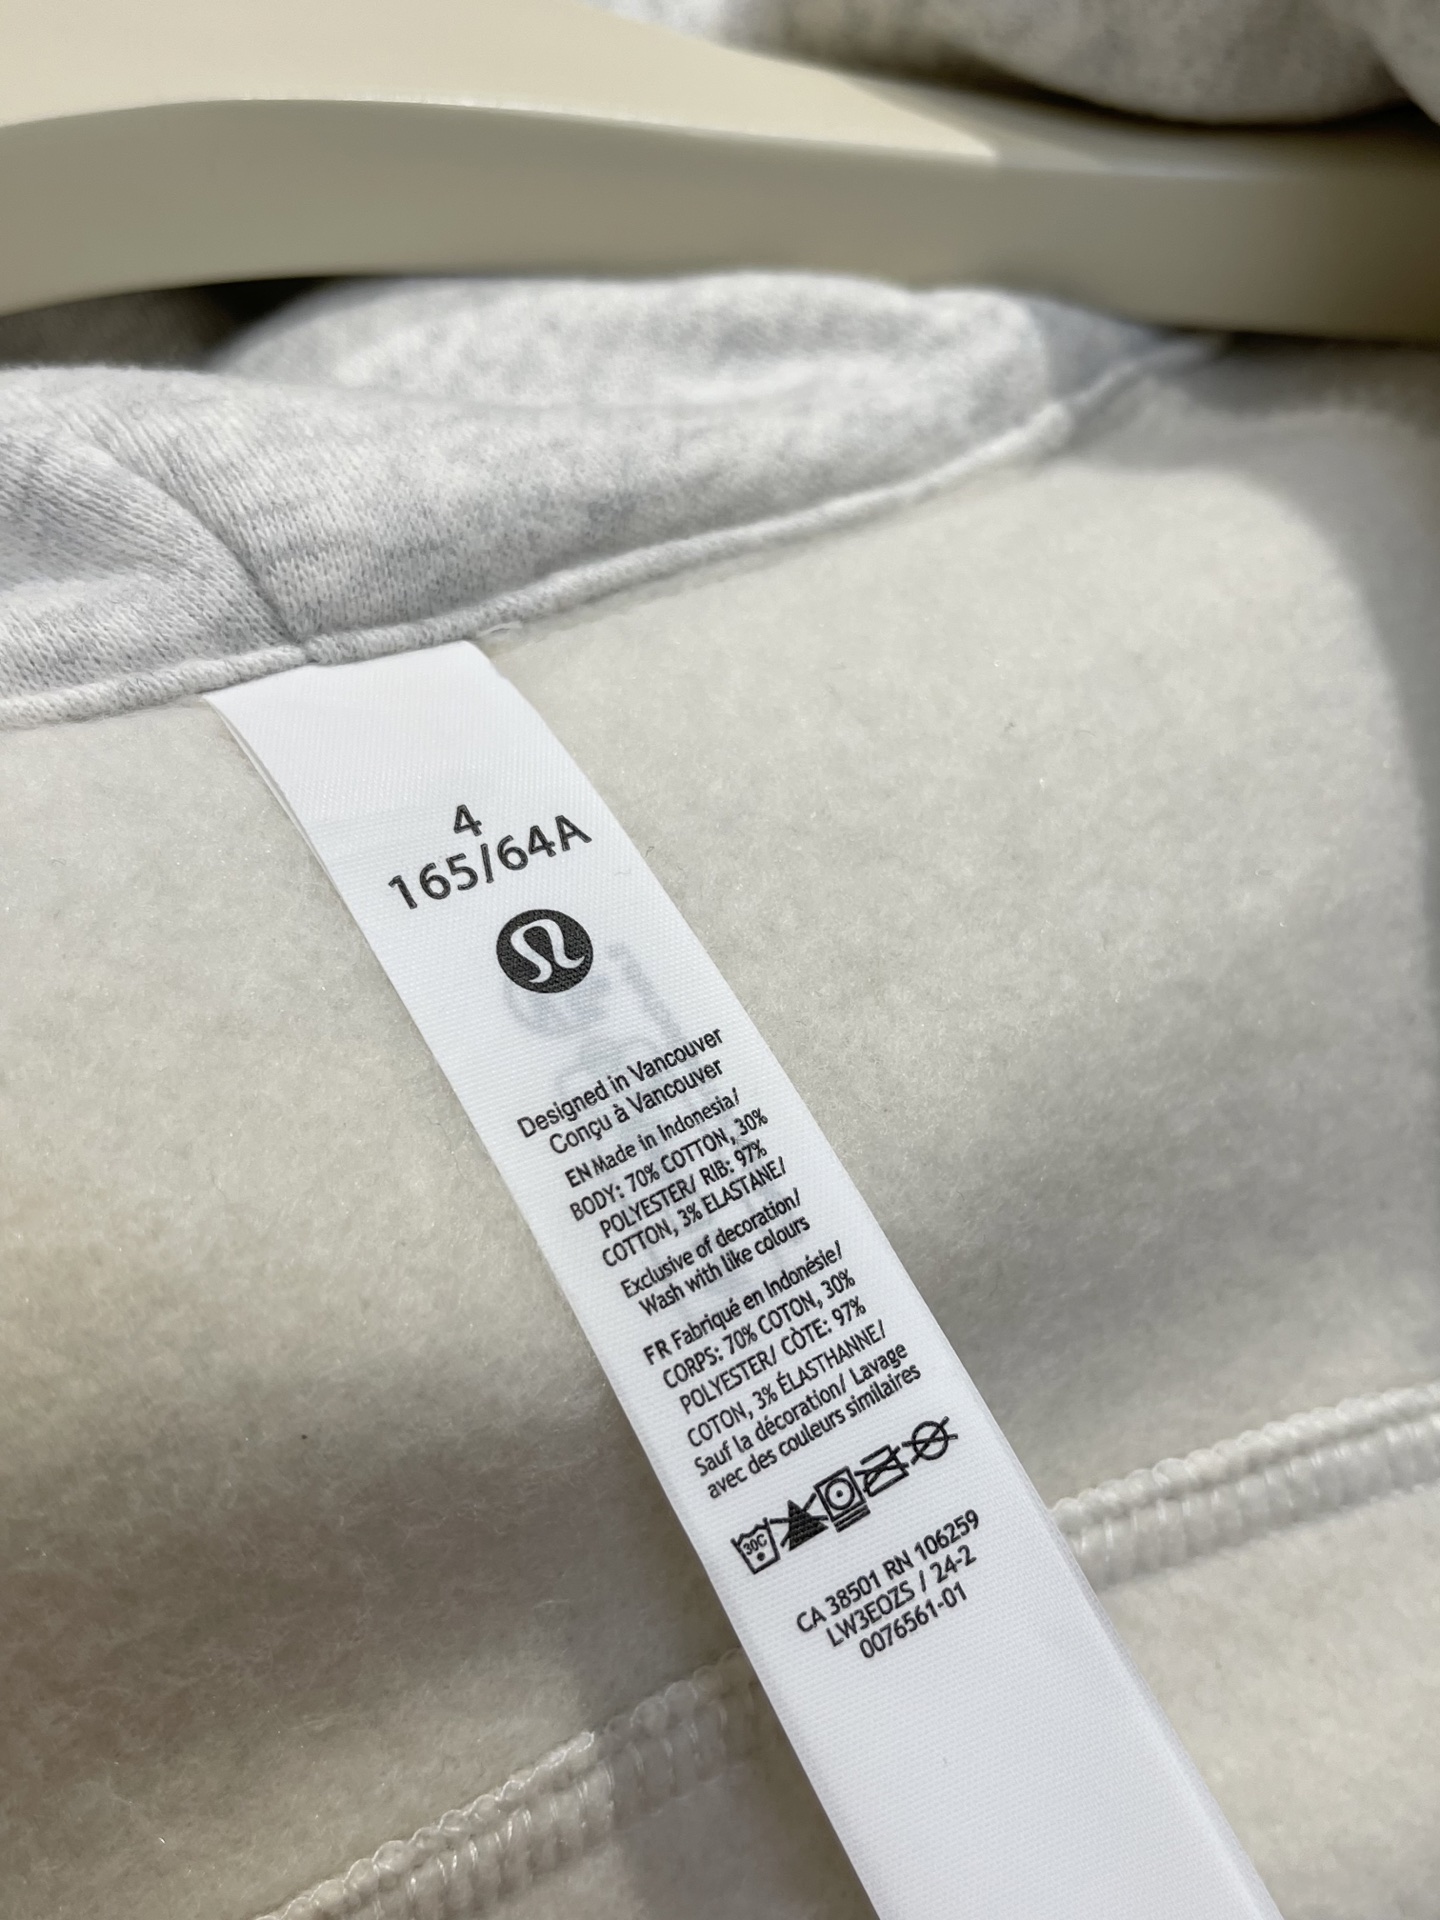 4
165/64A
Designed in Vancouver
Conçu à Vancouver
EN Made in Indonesia/
BODY: 70% COTTON, 30%
POLYESTER/ RIB: 97%
COTTON, 3% ELASTANE/
Exclusive of decoration/
Wash with like colours
FR Fabriqué en Indonésie/
CORPS: 70% COTON, 30%
POLYESTER/ CÒTE: 97%
COTON, 3% ÉLASTHANNE/
Sauf la décoration/ Lavage
avec des couleurs similaires
30C
CA 38501 RN 106259
LW3EOZS / 24-2
0076561-01